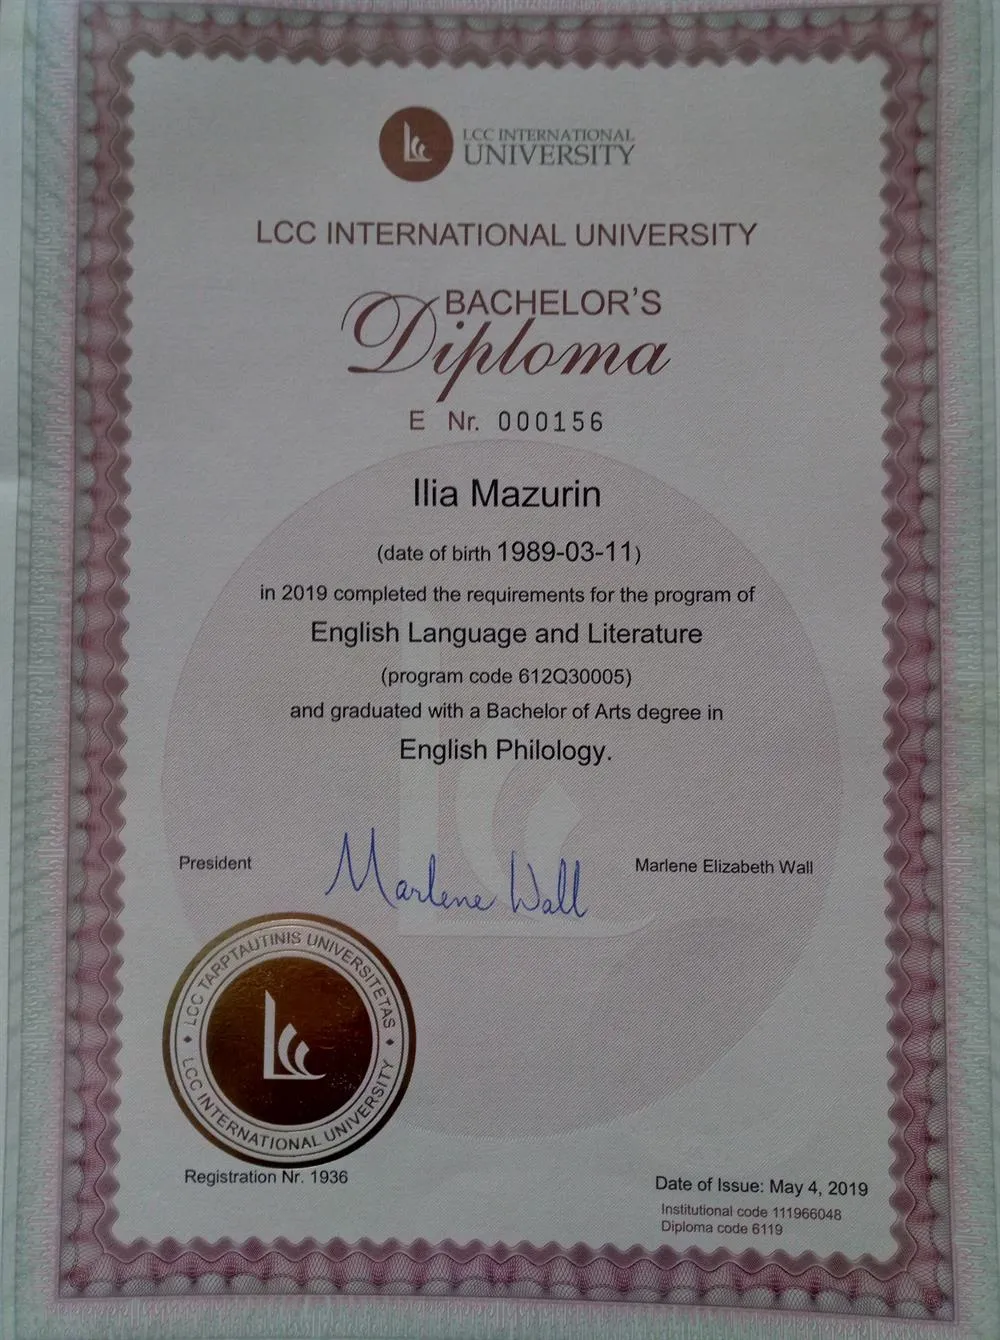 LCC INTERNATIONAL
UNIVERSITY
LCC INTERNATIONAL UNIVERSITY
BACHELOR'S
Diploma
E Nr. 000156
Ilia Mazurin
(date of birth 1989-03-11)
in 2019 completed the requirements for the program of
English Language and Literature
(program code 612Q30005)
and graduated with a Bachelor of Arts degree in
English Philology.
President
Marlene Wall
Marlene Elizabeth Wall
LCC TARPTAUTINIS UNIVERSITETAS
LCC
LCC INTERNATIONAL UNIVERSITY
Registration Nr. 1936
Date of Issue: May 4, 2019
Institutional code 111966048
Diploma code 6119